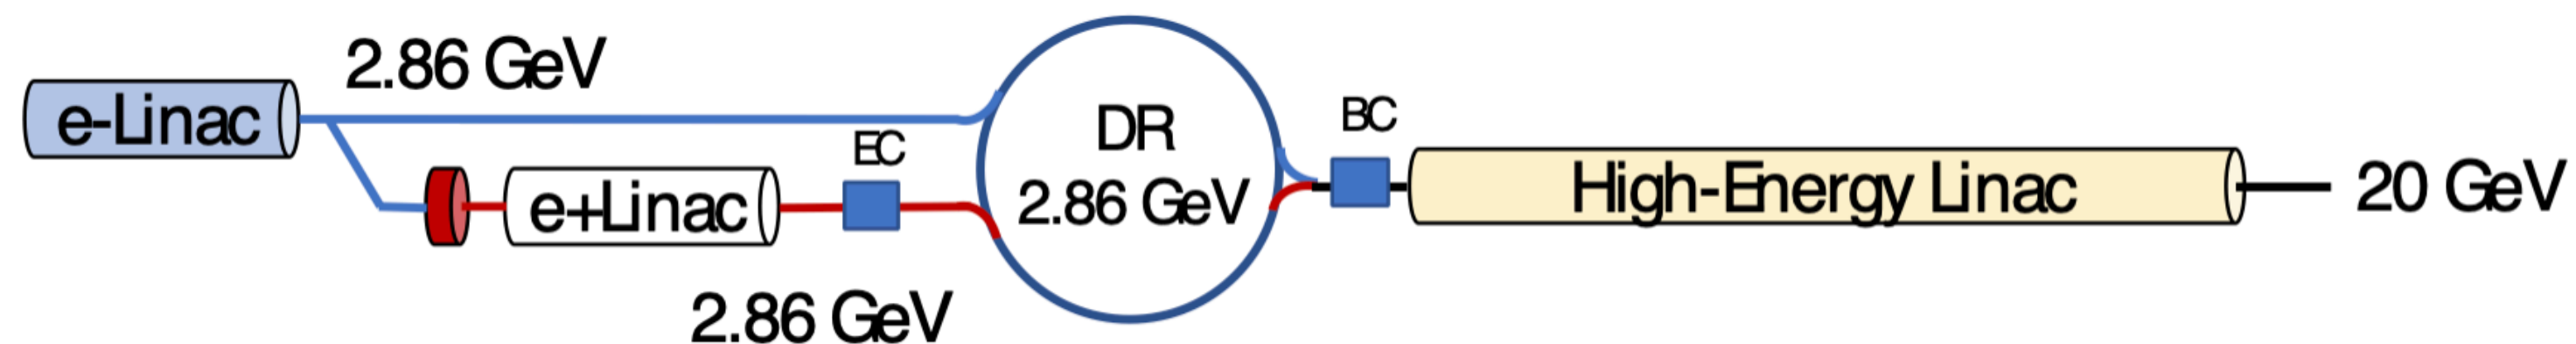 2.86 GeV
e-Linac
EC
e+Linac
2.86 GeV
DR
2.86 GeV
BC
High-Energy Linac
20 GeV